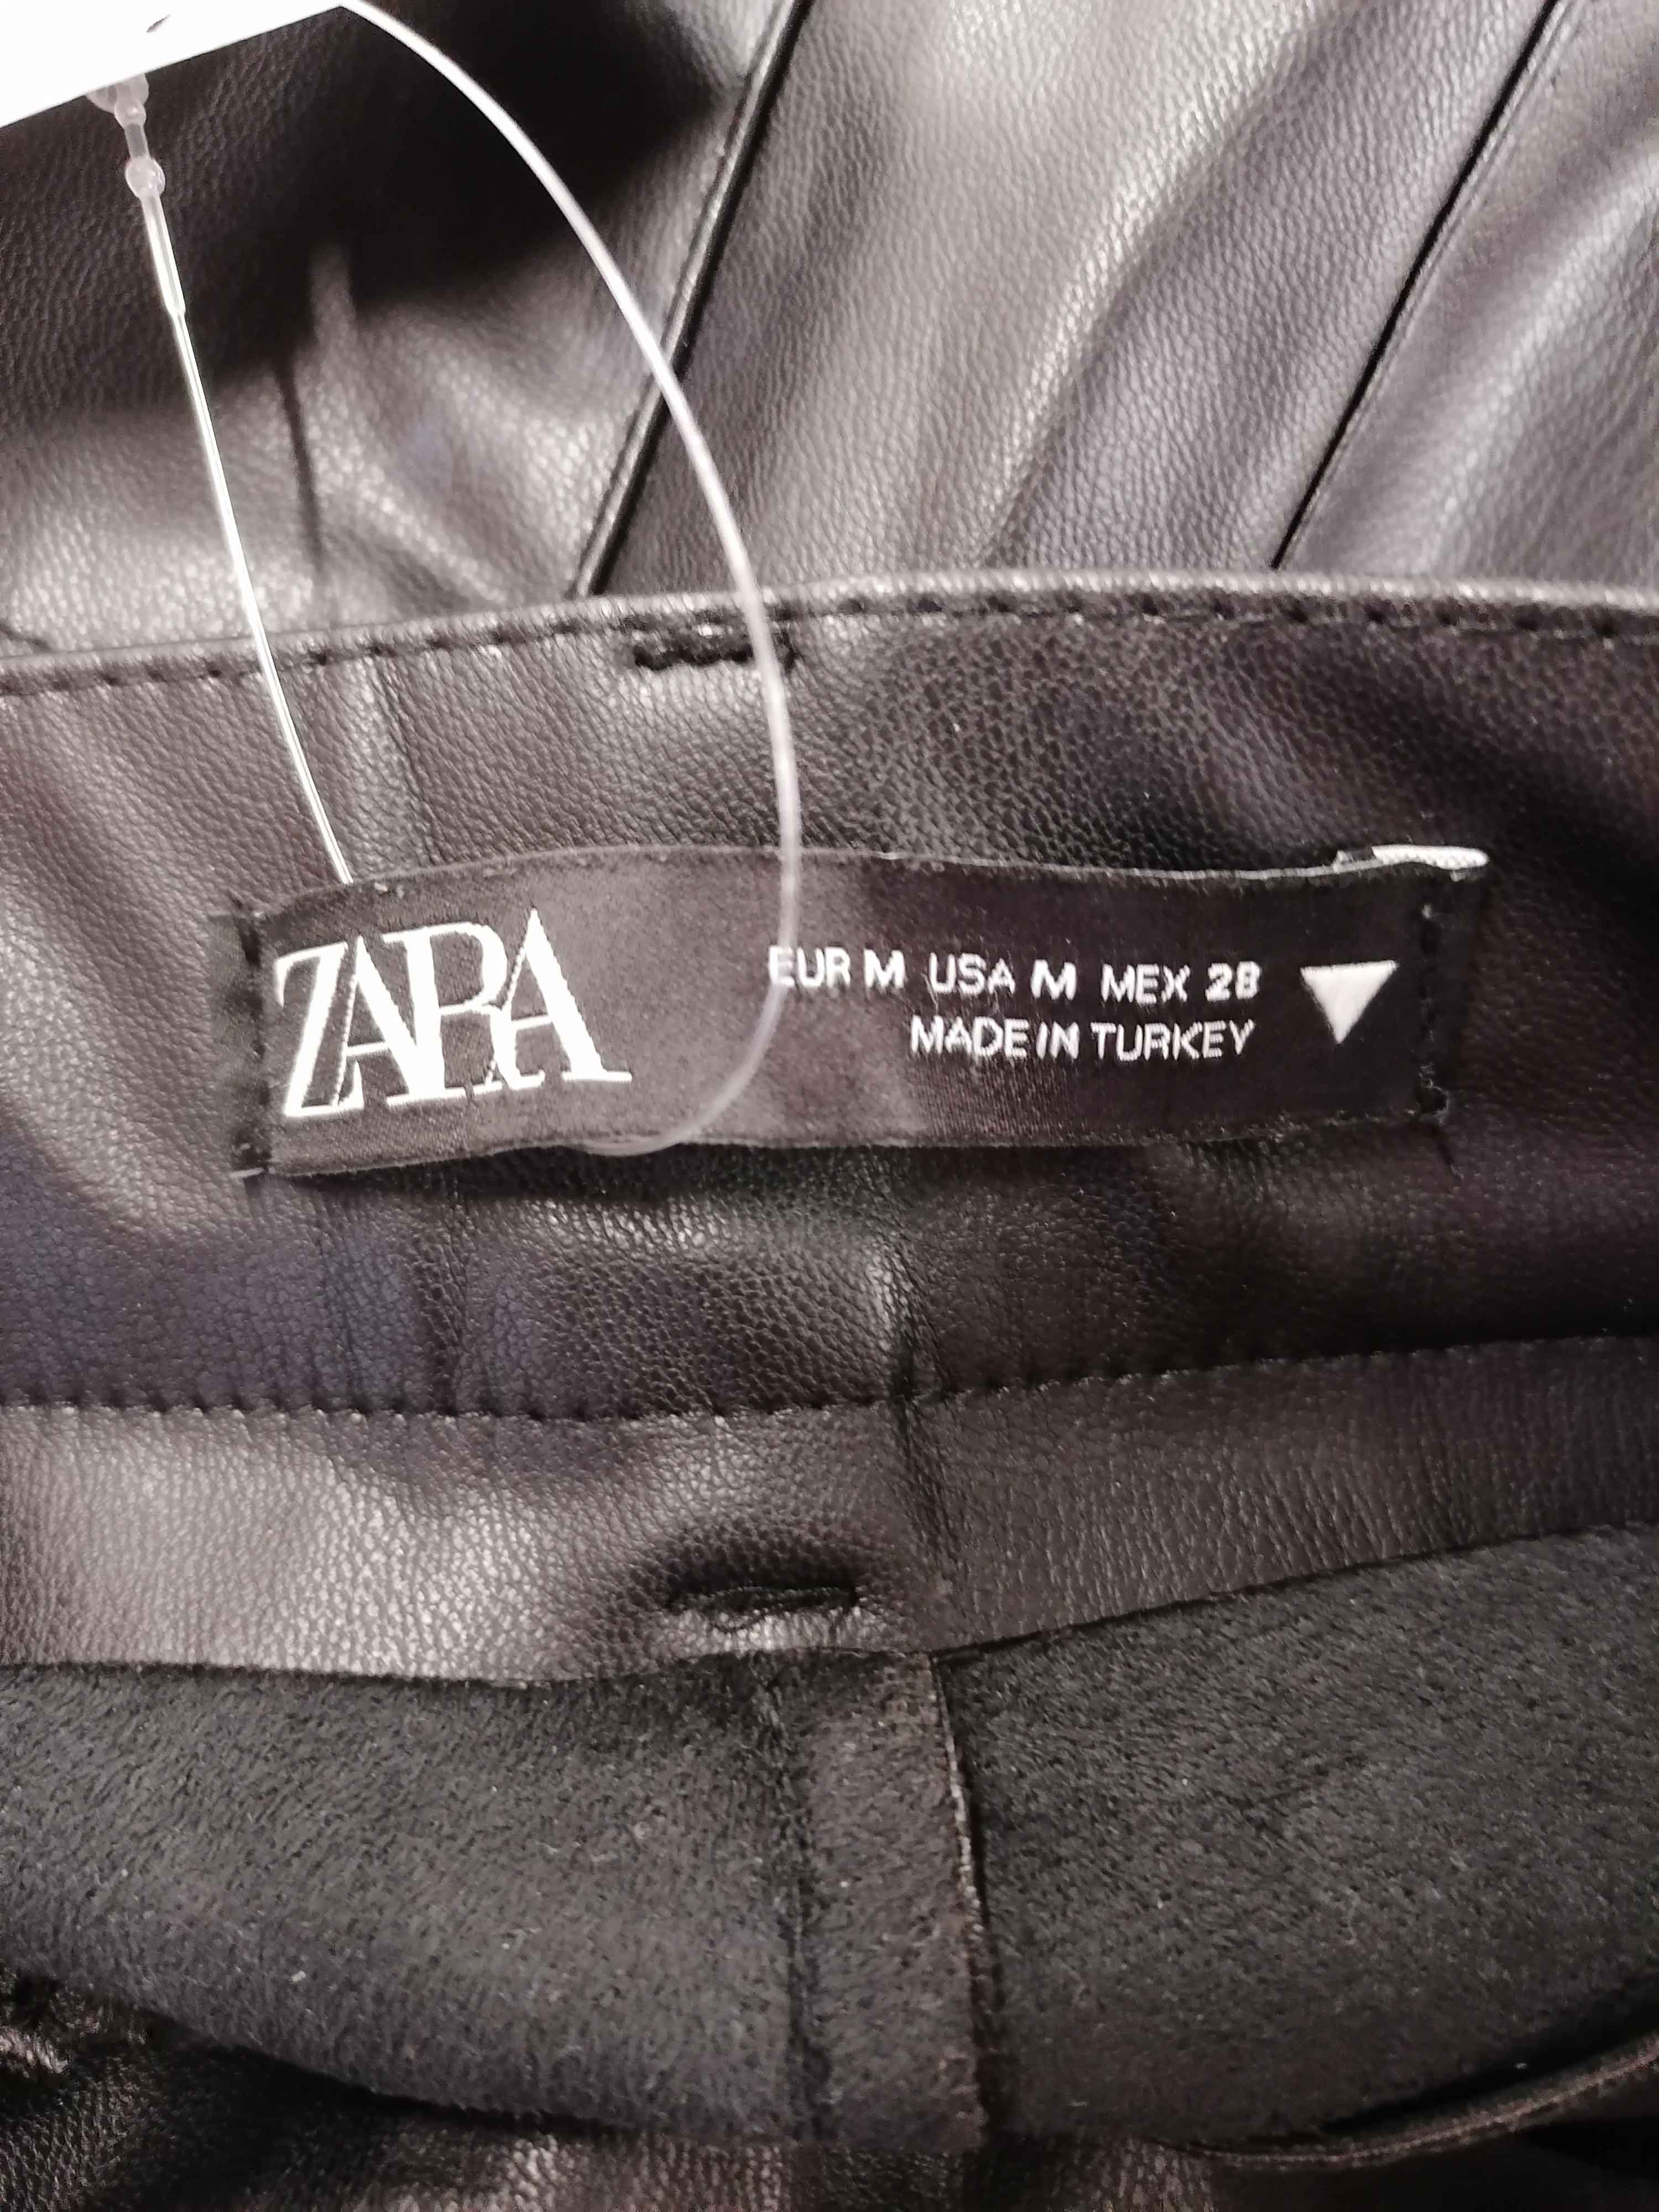 ZARA
EUR M USA M MEX 28
MADE IN TURKEY